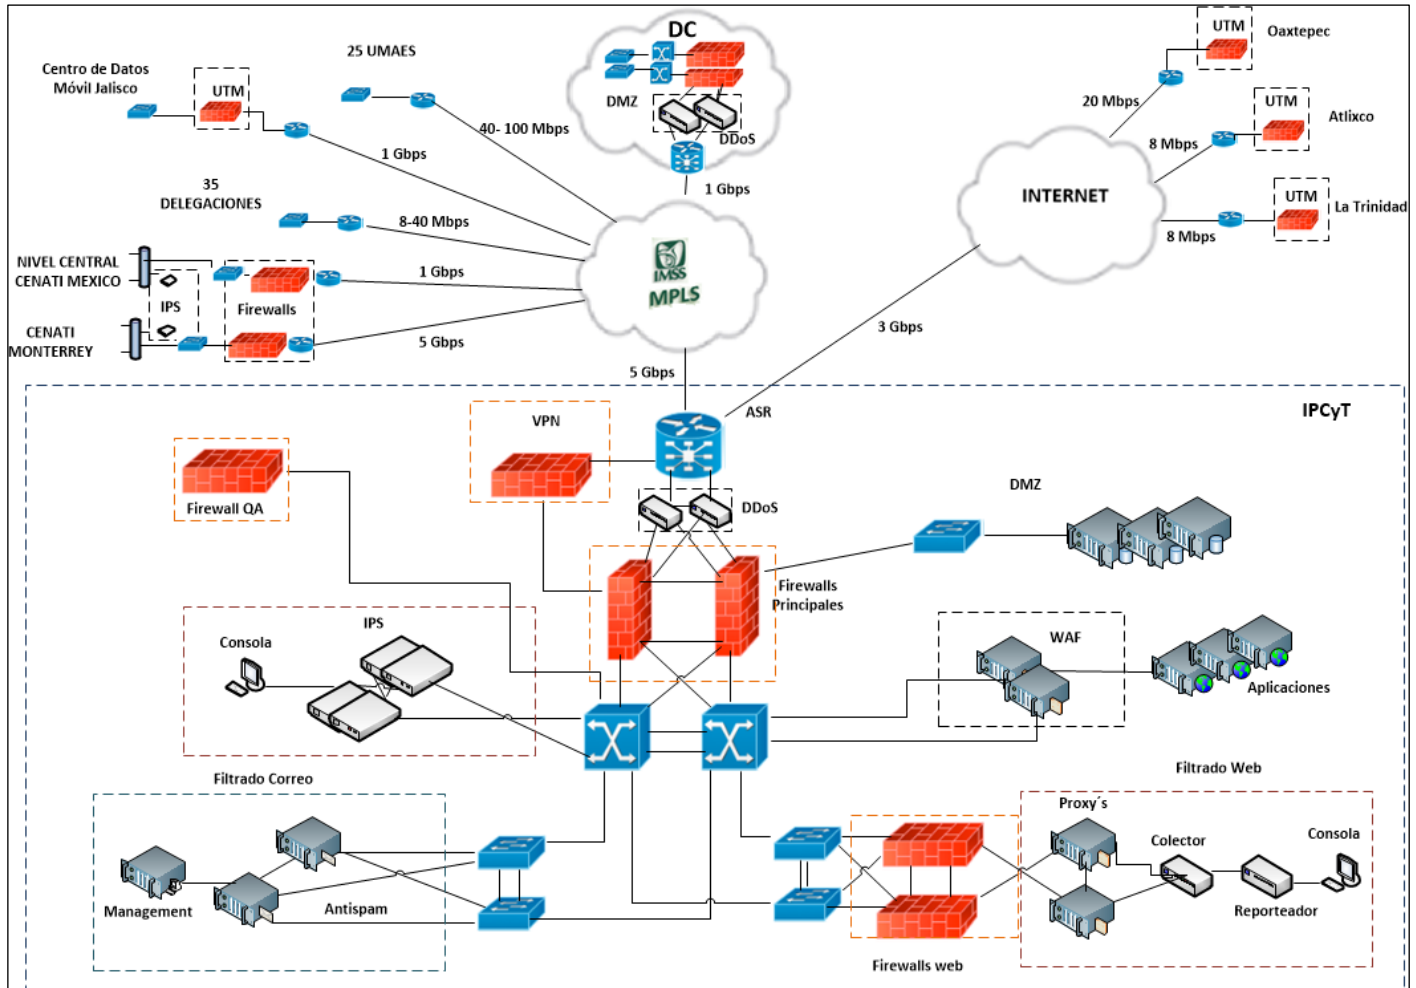 DC
UTM
Oaxtepec
25 UMAES
Centro de Datos
Móvil Jalisco
UTM
DMZ
DDoS
20 Mbps
UTM
Atlixco
40- 100 Mbps
8 Mbps
1 Gbps
1 Gbps
INTERNET
35
DELEGACIONES
UTM
La Trinidad
8-40 Mbps
8 Mbps
NIVEL CENTRAL
CENATI MEXICO
IPS
Firewalls
1 Gbps
IMSS
MPLS
CENATI
MONTERREY
5 Gbps
3 Gbps
5 Gbps
ASR
IPCyT
VPN
Firewall QA
DDoS
DMZ
Firewalls
Principales
IPS
Consola
WAF
Aplicaciones
Filtrado Correo
Filtrado Web
Proxy´s
Colector
Consola
Management
Antispam
Reporteador
Firewalls web